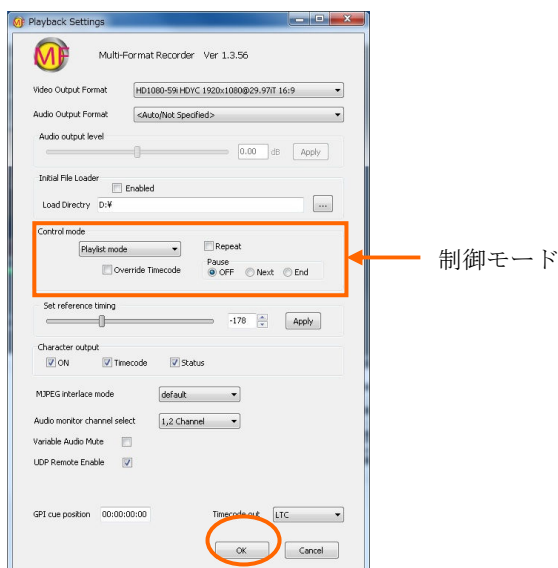 Playback Settings
MF Multi-Format Recorder Ver 1.3.56
Video Output Format HD1080-59i HDYC 1920x1080@29.97iT 16:9
Audio Output Format <Auto/Not Specified>
Audio output level
0.00 dB Apply
Initial File Loader
Enabled
Load Directry D:¥ ...
Control mode
Playlist mode Repeat
Override Timecode Pause
OFF Next End
制御モード
Set reference timing
-178 Apply
Character output
ON Timecode Status
MJPEG interlace mode default
Audio monitor channel select 1,2 Channel
Variable Audio Mute
UDP Remote Enable
GPI cue position 00:00:00:00 Timecode out LTC
OK Cancel